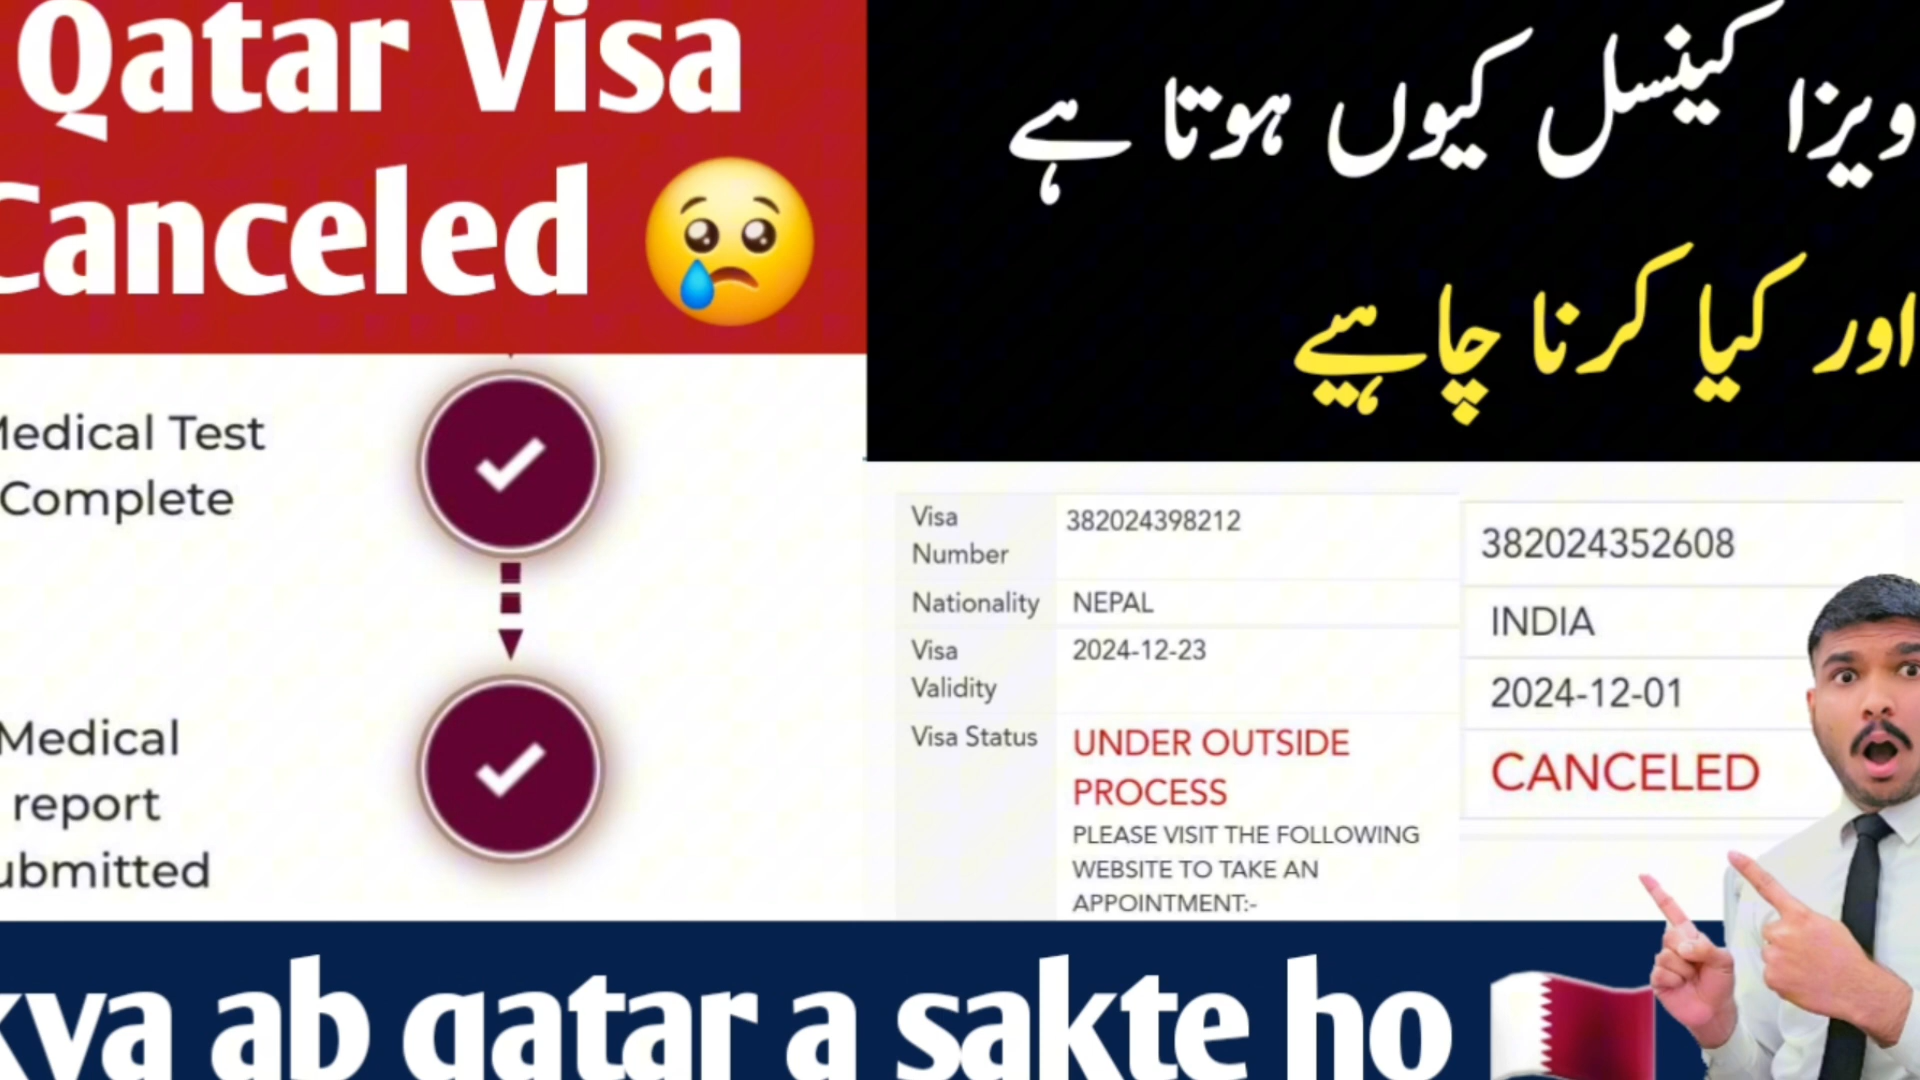 Qatar Visa
Canceled
ویزا کینسل کیوں ہوتا ہے
اور کیا کرنا چاہیے
Medical Test
Complete
Medical
report
ubmitted
Visa Number 382024398212
Nationality NEPAL
Visa Validity 2024-12-23
Visa Status UNDER OUTSIDE
PROCESS
PLEASE VISIT THE FOLLOWING
WEBSITE TO TAKE AN
APPOINTMENT:-
382024352608
INDIA
2024-12-01
CANCELED
kya ab qatar a sakte ho